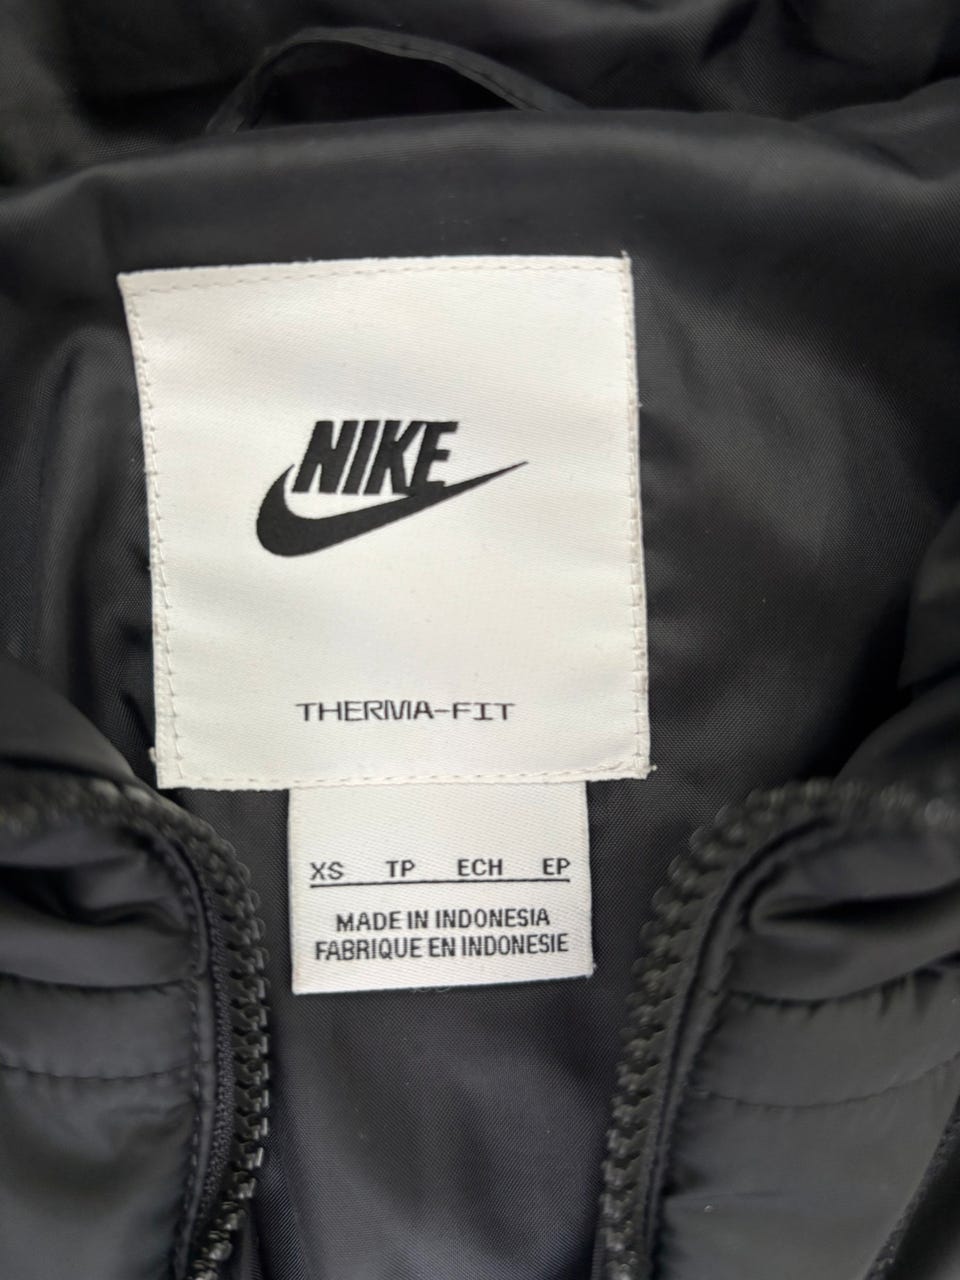 NIKE
THERMA-FIT
XS TP ECH EP
MADE IN INDONESIA
FABRIQUE EN INDONESIE